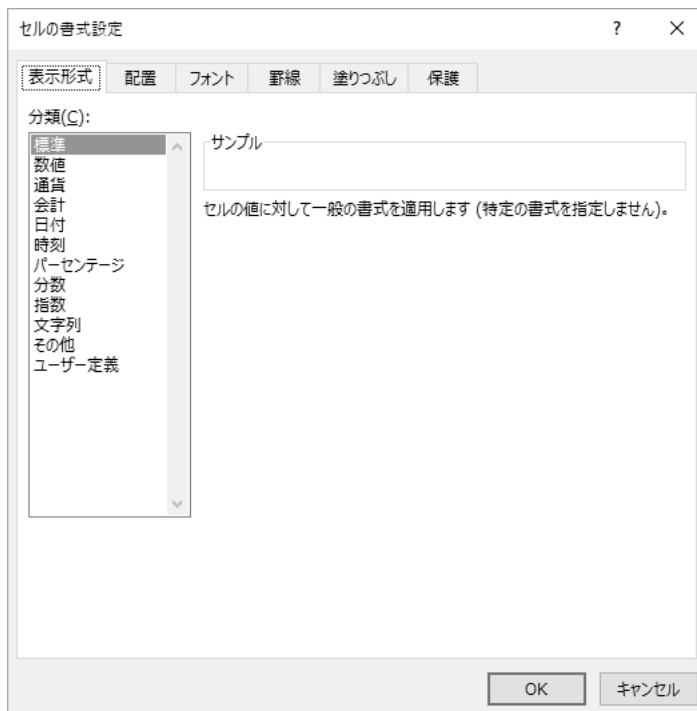 セルの書式設定
? ×
表示形式 配置 フォント 罫線 塗りつぶし 保護
分類(C):
標準
数値
通貨
会計
日付
時刻
パーセンテージ
分数
指数
文字列
その他
ユーザー定義
サンプル
セルの値に対して一般の書式を適用します (特定の書式を指定しません)。
OK キャンセル